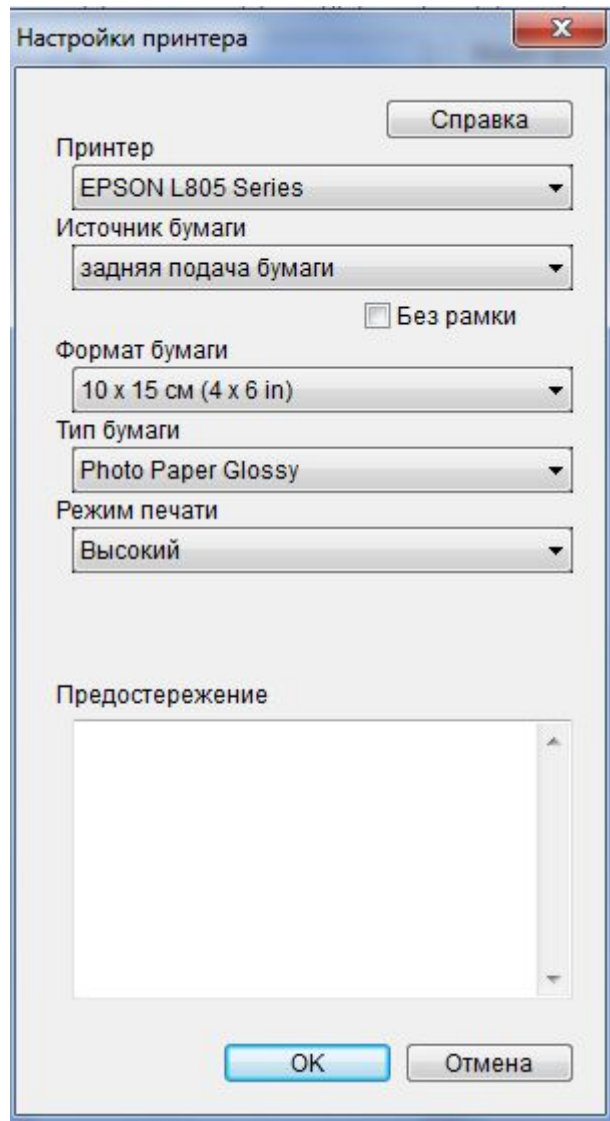 Настройки принтера
Справка
Принтер
EPSON L805 Series
Источник бумаги
задняя подача бумаги
Без рамки
Формат бумаги
10 x 15 см (4 x 6 in)
Тип бумаги
Photo Paper Glossy
Режим печати
Высокий
Предостережение
OK
Отмена